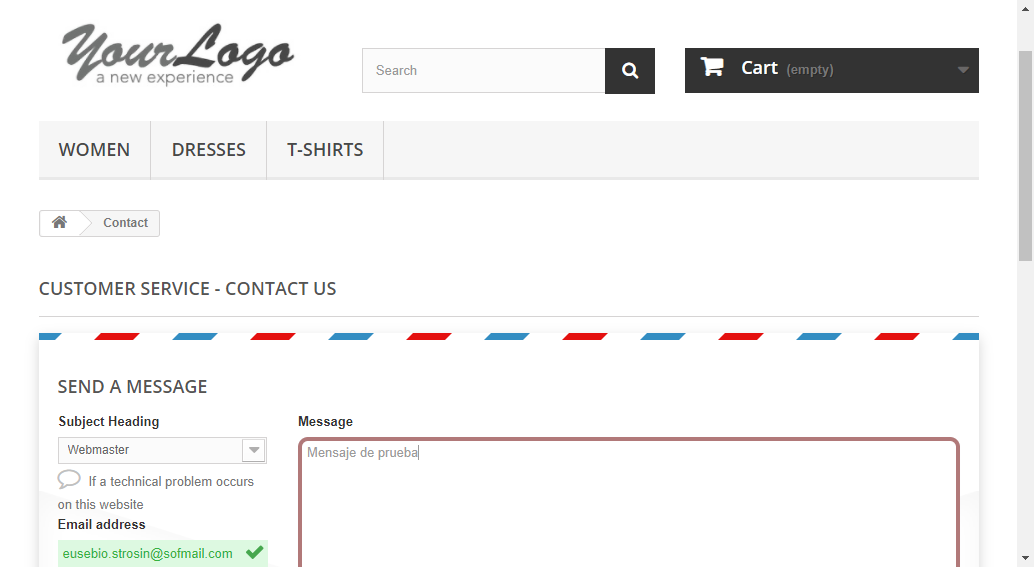 YourLogo
a new experience
Search
Cart (empty)
WOMEN
DRESSES
T-SHIRTS
Contact
CUSTOMER SERVICE - CONTACT US
SEND A MESSAGE
Subject Heading
Webmaster
If a technical problem occurs
on this website
Email address
eusebio.strosin@sofmail.com
Message
Mensaje de prueba